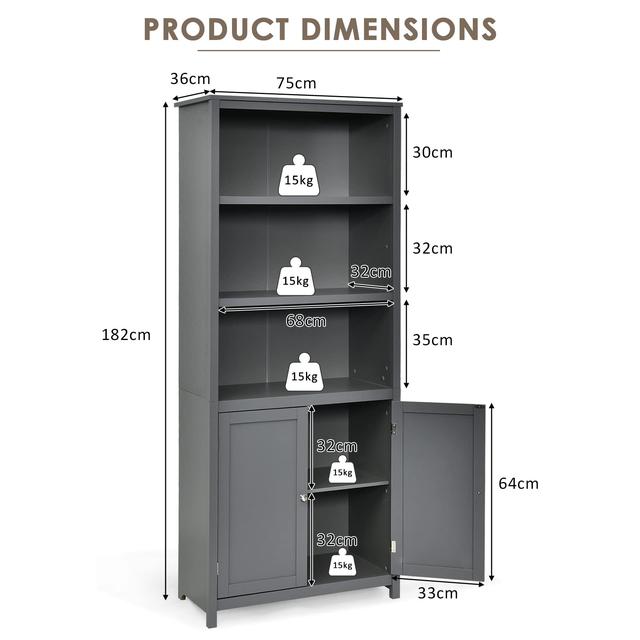 PRODUCT DIMENSIONS
36cm
75cm
30cm
15kg
32cm
32cm
15kg
68cm
182cm
35cm
15kg
32cm
15kg
64cm
32cm
15kg
33cm